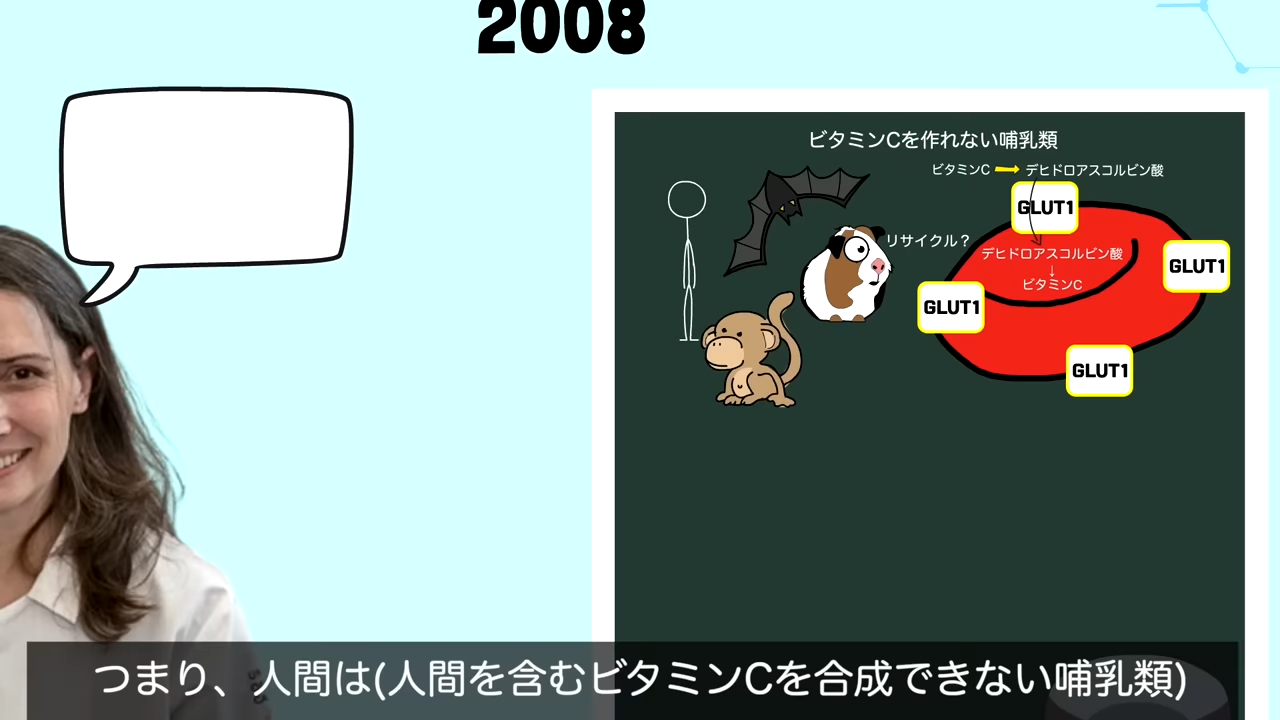 2008
ビタミンCを作れない哺乳類
ビタミンC
デヒドロアスコルビン酸
GLUT1
リサイクル？
デヒドロアスコルビン酸
↓
ビタミンC
GLUT1
GLUT1
GLUT1
つまり、人間は(人間を含むビタミンCを合成できない哺乳類)